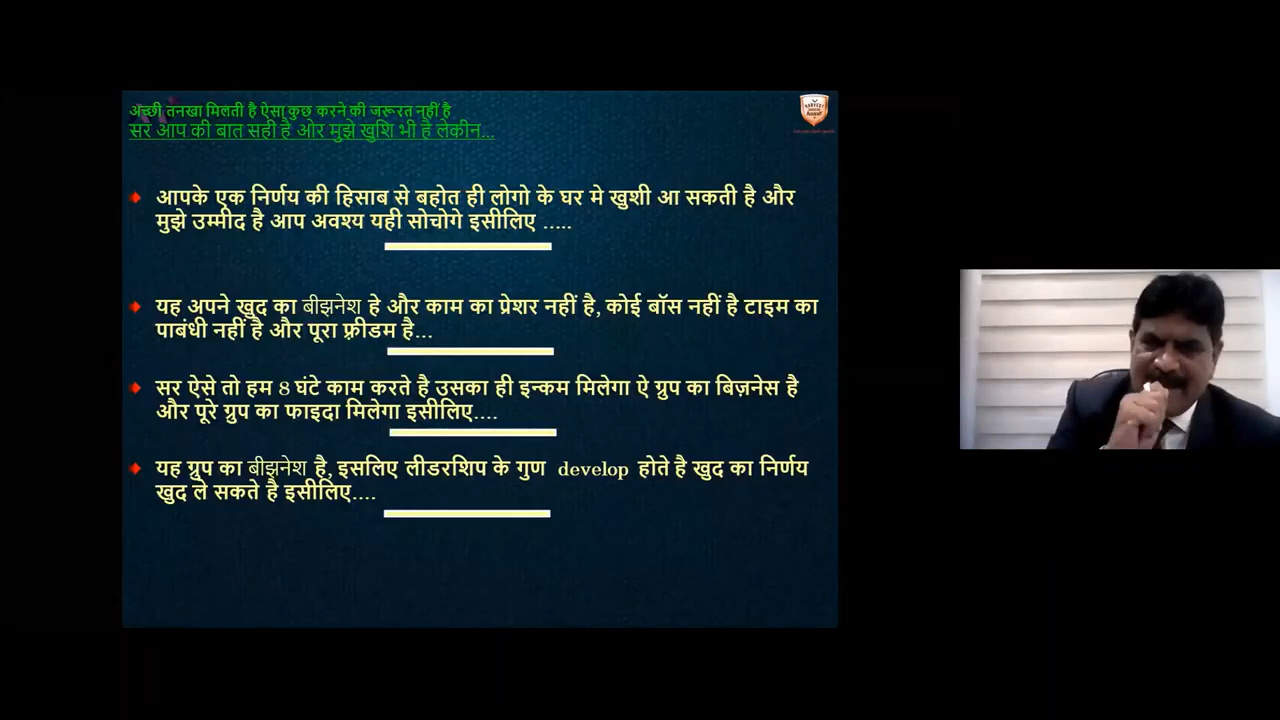 अच्छी तनखा मिलती है ऐसा कुछ करने की जरूरत नहीं है
सर आप की बात सही है ओर मुझे खुशि भी है लेकीन...
आपके एक निर्णय की हिसाब से बहोत ही लोगो के घर मे खुशी आ सकती है और
मुझे उम्मीद है आप अवश्य यही सोचोगे इसीलिए .....
यह अपने खुद का बीझनेश हे और काम का प्रेशर नहीं है, कोई बॉस नहीं है टाइम का
पाबंधी नहीं है और पूरा फ़्रीडम है...
सर ऐसे तो हम 8 घंटे काम करते है उसका ही इन्कम मिलेगा ऐ ग्रुप का बिज़नेस है
और पूरे ग्रुप का फाइदा मिलेगा इसीलिए....
यह ग्रुप का बीझनेश है, इसलिए लीडरशिप के गुण develop होते है खुद का निर्णय
खुद ले सकते है इसीलिए....